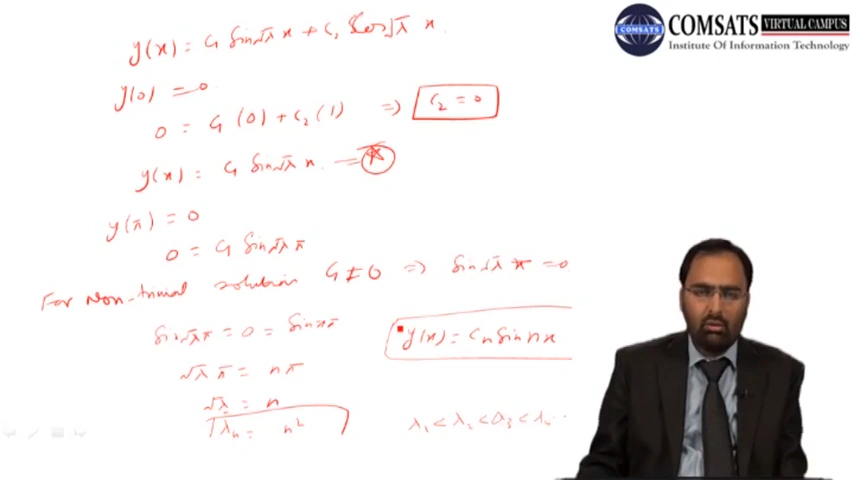 COMSATS VIRTUAL CAMPUS
Institute Of Information Technology
COMSATS
y(x) = C₁ Sin√λ x + C₂ Cos√λ x.
y(0) = 0
0 = C₁ (0) + C₂ (1) ⇒ C₂ = 0
y(x) = C₁ Sin√λ x. —
y(π) = 0
0 = C₁ Sin√λ π
For Non-trivial solution C₁ ≠ 0 ⇒ Sin√λ π = 0
Sin√λ π = 0 = Sin nπ
y(x) = Cₙ Sin nx
√λ π = nπ
√λ = n
λₙ = n²
λ₁ < λ₂ < λ₃ < λ₄ ...